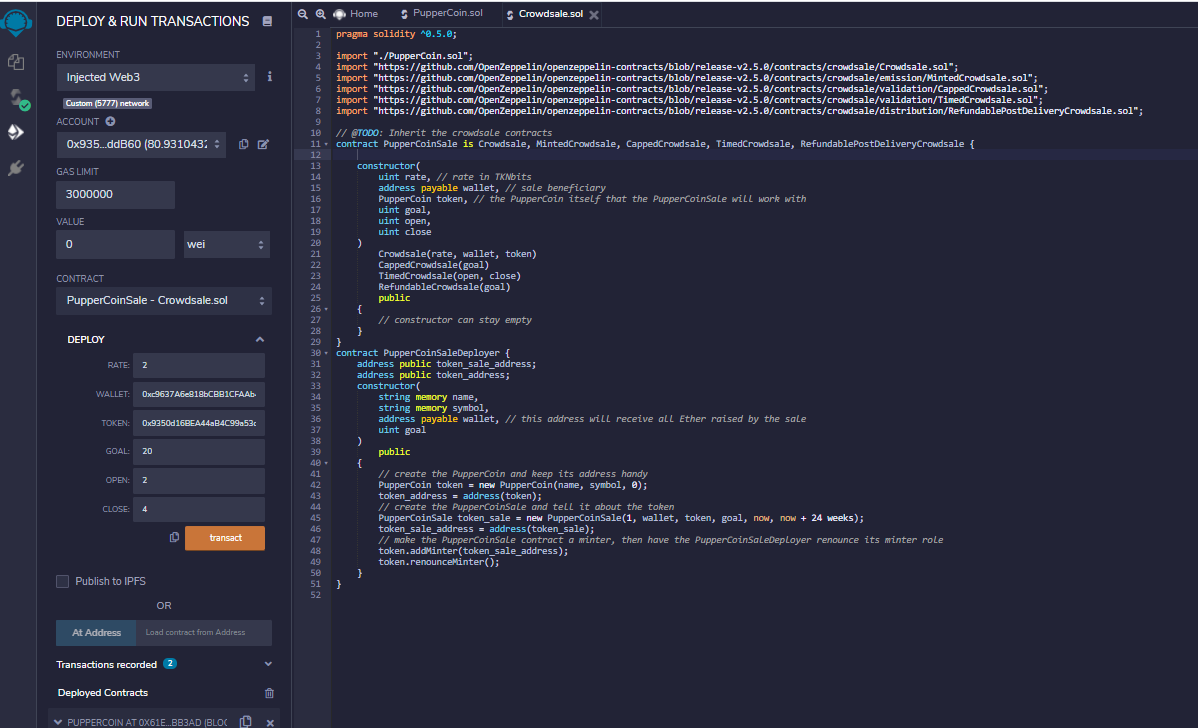 DEPLOY & RUN TRANSACTIONS
ENVIRONMENT
Injected Web3
i
Custom (5777) network
ACCOUNT
0x935...ddB60 (80.9310432
GAS LIMIT
3000000
VALUE
0
wei
CONTRACT
PupperCoinSale - Crowdsale.sol
DEPLOY
RATE: 2
WALLET: 0xc9637A6e818bCBB1CFAAb
TOKEN: 0x9350d16BEA44aB4C99a53c
GOAL: 20
OPEN: 2
CLOSE: 4
transact
Publish to IPFS
OR
At Address
Load contract from Address
Transactions recorded 2
Deployed Contracts
PUPPERCOIN AT 0X61E...BB3AD (BLOC
Home
PupperCoin.sol
Crowdsale.sol
1 pragma solidity ^0.5.0;
2
3 import "./PupperCoin.sol";
4 import "https://github.com/OpenZeppelin/openzeppelin-contracts/blob/release-v2.5.0/contracts/crowdsale/Crowdsale.sol";
5 import "https://github.com/OpenZeppelin/openzeppelin-contracts/blob/release-v2.5.0/contracts/crowdsale/emission/MintedCrowdsale.sol";
6 import "https://github.com/OpenZeppelin/openzeppelin-contracts/blob/release-v2.5.0/contracts/crowdsale/validation/CappedCrowdsale.sol";
7 import "https://github.com/OpenZeppelin/openzeppelin-contracts/blob/release-v2.5.0/contracts/crowdsale/validation/TimedCrowdsale.sol";
8 import "https://github.com/OpenZeppelin/openzeppelin-contracts/blob/release-v2.5.0/contracts/crowdsale/distribution/RefundablePostDeliveryCrowdsale.sol";
9
10 // @TODO: Inherit the crowdsale contracts
11 contract PupperCoinSale is Crowdsale, MintedCrowdsale, CappedCrowdsale, TimedCrowdsale, RefundablePostDeliveryCrowdsale {
12
13 constructor(
14 uint rate, // rate in TKNbits
15 address payable wallet, // sale beneficiary
16 PupperCoin token, // the PupperCoin itself that the PupperCoinSale will work with
17 uint goal,
18 uint open,
19 uint close
20 )
21 Crowdsale(rate, wallet, token)
22 CappedCrowdsale(goal)
23 TimedCrowdsale(open, close)
24 RefundableCrowdsale(goal)
25 public
26 {
27 // constructor can stay empty
28 }
29 }
30 contract PupperCoinSaleDeployer {
31 address public token_sale_address;
32 address public token_address;
33 constructor(
34 string memory name,
35 string memory symbol,
36 address payable wallet, // this address will receive all Ether raised by the sale
37 uint goal
38 )
39 public
40 {
41 // create the PupperCoin and keep its address handy
42 PupperCoin token = new PupperCoin(name, symbol, 0);
43 token_address = address(token);
44 // create the PupperCoinSale and tell it about the token
45 PupperCoinSale token_sale = new PupperCoinSale(1, wallet, token, goal, now, now + 24 weeks);
46 token_sale_address = address(token_sale);
47 // make the PupperCoinSale contract a minter, then have the PupperCoinSaleDeployer renounce its minter role
48 token.addMinter(token_sale_address);
49 token.renounceMinter();
50 }
51 }
52